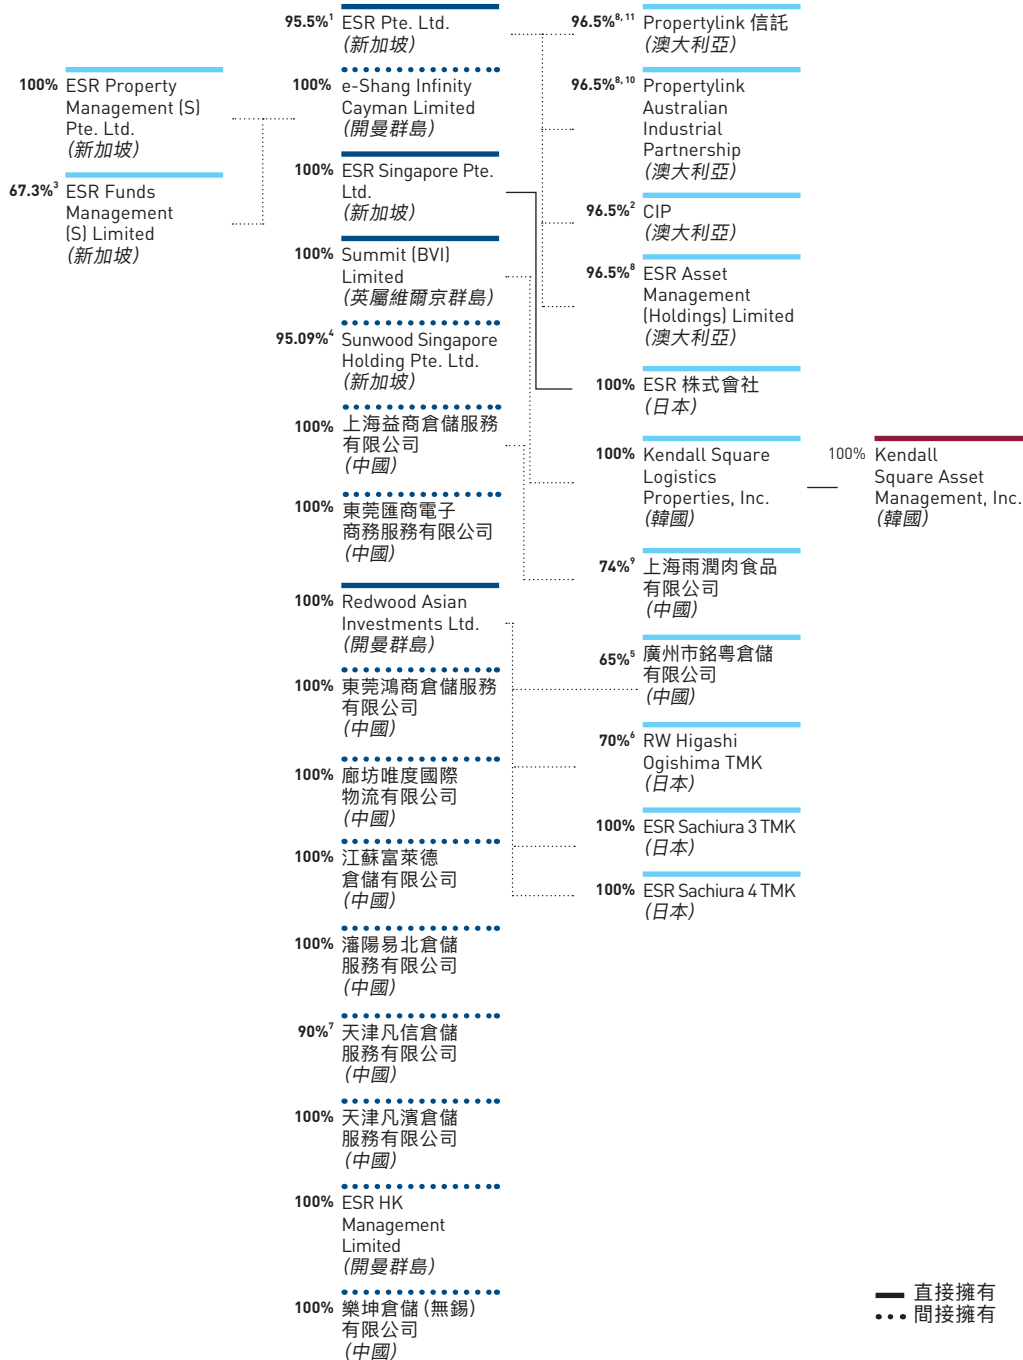 100% ESR Property
Management (S)
Pte. Ltd.
(新加坡)
67.3%3 ESR Funds
Management
(S) Limited
(新加坡)
95.5%1 ESR Pte. Ltd.
(新加坡)
100% e-Shang Infinity
Cayman Limited
(開曼群島)
100% ESR Singapore Pte.
Ltd.
(新加坡)
100% Summit (BVI)
Limited
(英屬維爾京群島)
95.09%4 Sunwood Singapore
Holding Pte. Ltd.
(新加坡)
100% 上海益商倉儲服務
有限公司
(中國)
100% 東莞匯商電子
商務服務有限公司
(中國)
100% Redwood Asian
Investments Ltd.
(開曼群島)
100% 東莞鴻商倉儲服務
有限公司
(中國)
100% 廊坊唯度國際
物流有限公司
(中國)
100% 江蘇富萊德
倉儲有限公司
(中國)
100% 瀋陽易北倉儲
服務有限公司
(中國)
90%7 天津凡信倉儲
服務有限公司
(中國)
100% 天津凡濱倉儲
服務有限公司
(中國)
100% ESR HK
Management
Limited
(開曼群島)
100% 樂坤倉儲 (無錫)
有限公司
(中國)
96.5%8, 11 Propertylink 信託
(澳大利亞)
96.5%8, 10 Propertylink
Australian
Industrial
Partnership
(澳大利亞)
96.5%2 CIP
(澳大利亞)
96.5%8 ESR Asset
Management
(Holdings) Limited
(澳大利亞)
100% ESR 株式會社
(日本)
100% Kendall Square
Logistics
Properties, Inc.
(韓國)
74%9 上海雨潤肉食品
有限公司
(中國)
65%5 廣州市銘粵倉儲
有限公司
(中國)
70%6 RW Higashi
Ogishima TMK
(日本)
100% ESR Sachiura 3 TMK
(日本)
100% ESR Sachiura 4 TMK
(日本)
100% Kendall
Square Asset
Management, Inc.
(韓國)
直接擁有
間接擁有